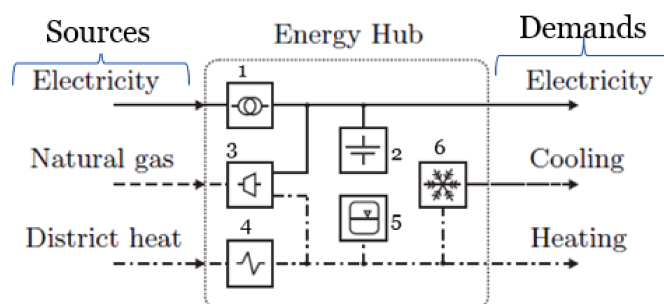 Sources
Energy Hub
Demands
Electricity
1
Electricity
Natural gas
3
2
6
Cooling
District heat
4
5
Heating